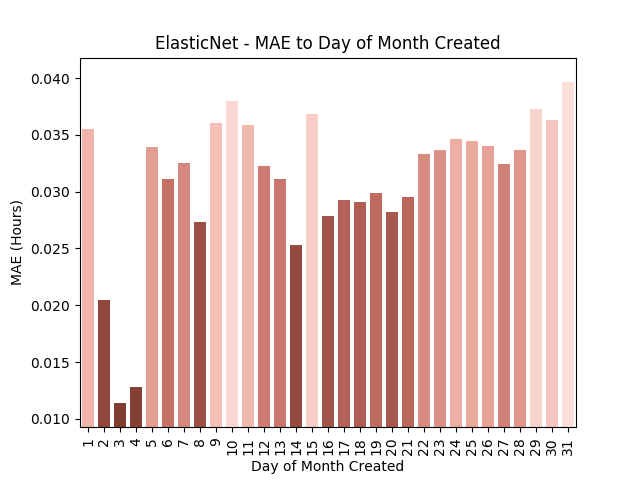 ElasticNet - MAE to Day of Month Created
0.040
0.035
0.030
0.025
0.020
0.015
0.010
MAE (Hours)
1 2 3 4 5 6 7 8 9 10 11 12 13 14 15 16 17 18 19 20 21 22 23 24 25 26 27 28 29 30 31
Day of Month Created